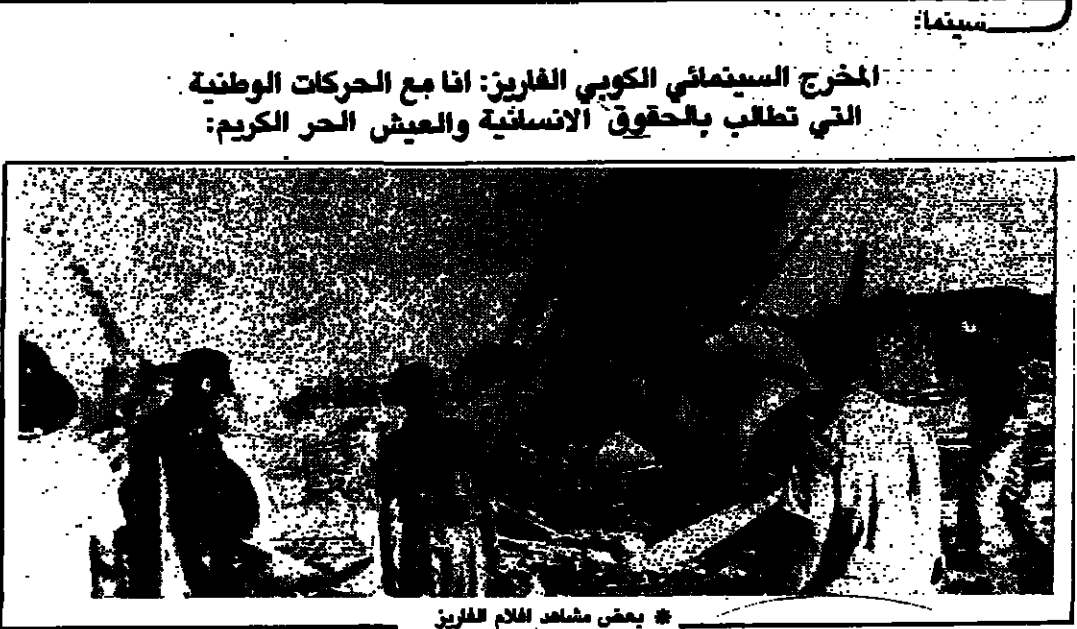 سينما:
المخرج السينمائي الكوبي الفاريز: انا مع الحركات الوطنية
التي تطالب بالحقوق الانسانية والعيش الحر الكريم:
* بعض مشاهد افلام الفاريز